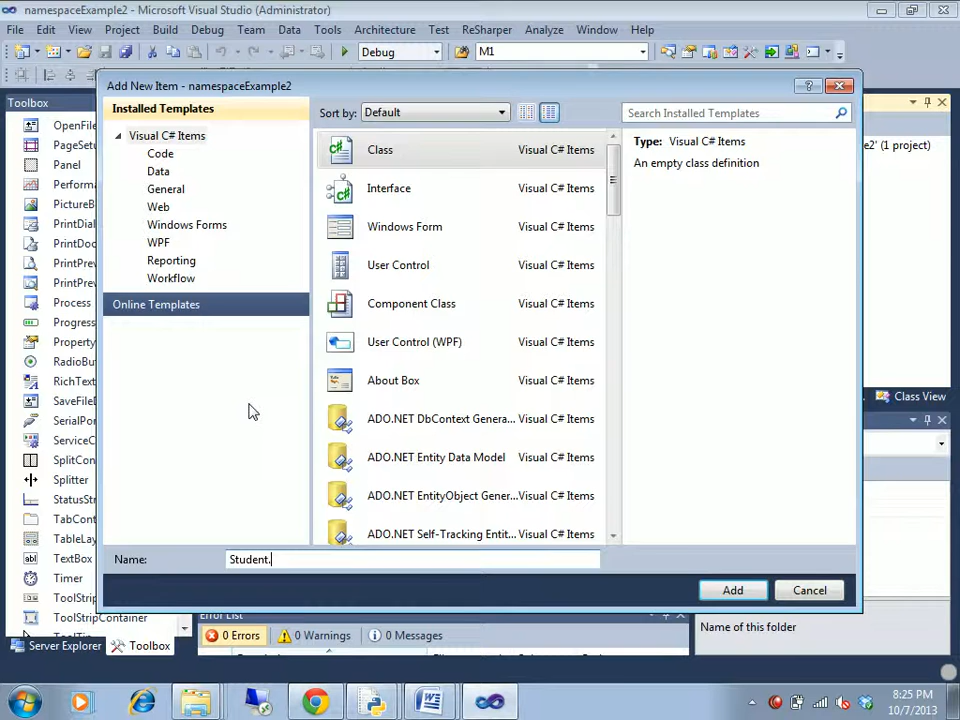 namespaceExample2 - Microsoft Visual Studio (Administrator)
File Edit View Project Build Debug Team Data Tools Architecture Test ReSharper Analyze Window Help
Debug M1
Toolbox
Add New Item - namespaceExample2
Installed Templates
Visual C# Items
Code
Data
General
Web
Windows Forms
WPF
Reporting
Workflow
Online Templates
Sort by: Default
Search Installed Templates
Class Visual C# Items
Interface Visual C# Items
Windows Form Visual C# Items
User Control Visual C# Items
Component Class Visual C# Items
User Control (WPF) Visual C# Items
About Box Visual C# Items
ADO.NET DbContext Genera... Visual C# Items
ADO.NET Entity Data Model Visual C# Items
ADO.NET EntityObject Gener... Visual C# Items
ADO.NET Self-Tracking Entit... Visual C# Items
Type: Visual C# Items
An empty class definition
Name: Student.
Add Cancel
OpenFile
PageSetu
Panel
Performa
PictureB
PrintDial
PrintDoc
PrintPrev
PrintPrev
Process
Progress
Property
RadioBut
RichText
SaveFileD
SerialPor
ServiceC
SplitCon
Splitter
StatusStr
TabCont
TableLay
TextBox
Timer
ToolStrip
ToolStripContainer
ToolTip
2' (1 project)
Class View
Server Explorer Toolbox
Error List
0 Errors 0 Warnings 0 Messages
Name of this folder
8:25 PM
10/7/2013